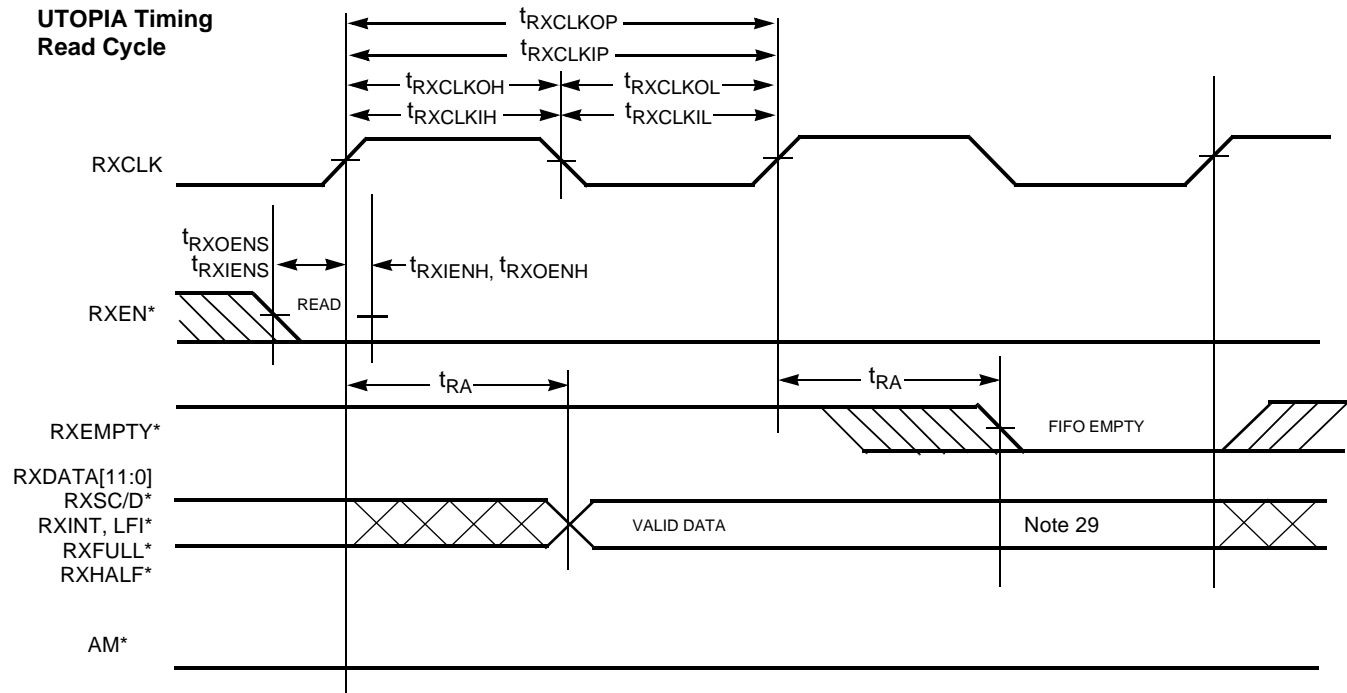 UTOPIA Timing
Read Cycle
tRXCLKOP
tRXCLKIP
tRXCLKOH
tRXCLKOL
tRXCLKIH
tRXCLKIL
RXCLK
tRXOENS
tRXIENS
tRXIENH, tRXOENH
RXEN*
READ
tRA
tRA
RXEMPTY*
FIFO EMPTY
RXDATA[11:0]
RXSC/D*
RXINT, LFI*
VALID DATA
Note 29
RXFULL*
RXHALF*
AM*